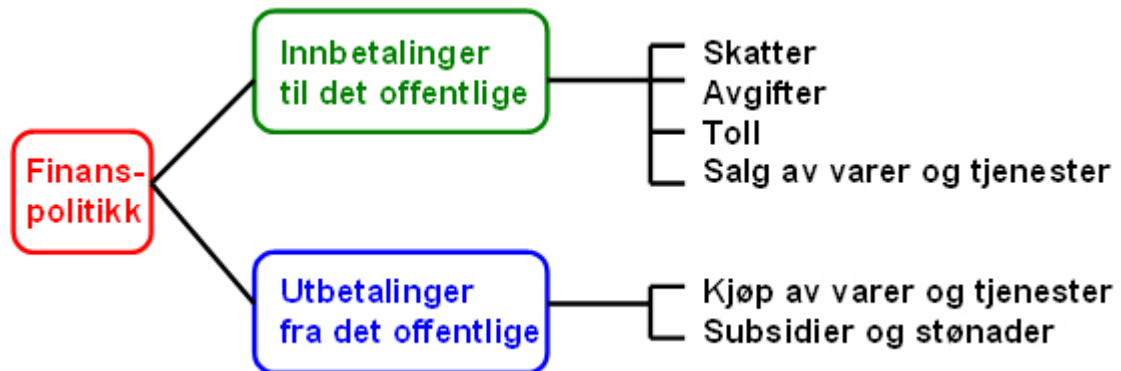 Finans-
politikk
Innbetalinger
til det offentlige
Skatter
Avgifter
Toll
Salg av varer og tjenester
Utbetalinger
fra det offentlige
Kjøp av varer og tjenester
Subsidier og stønader